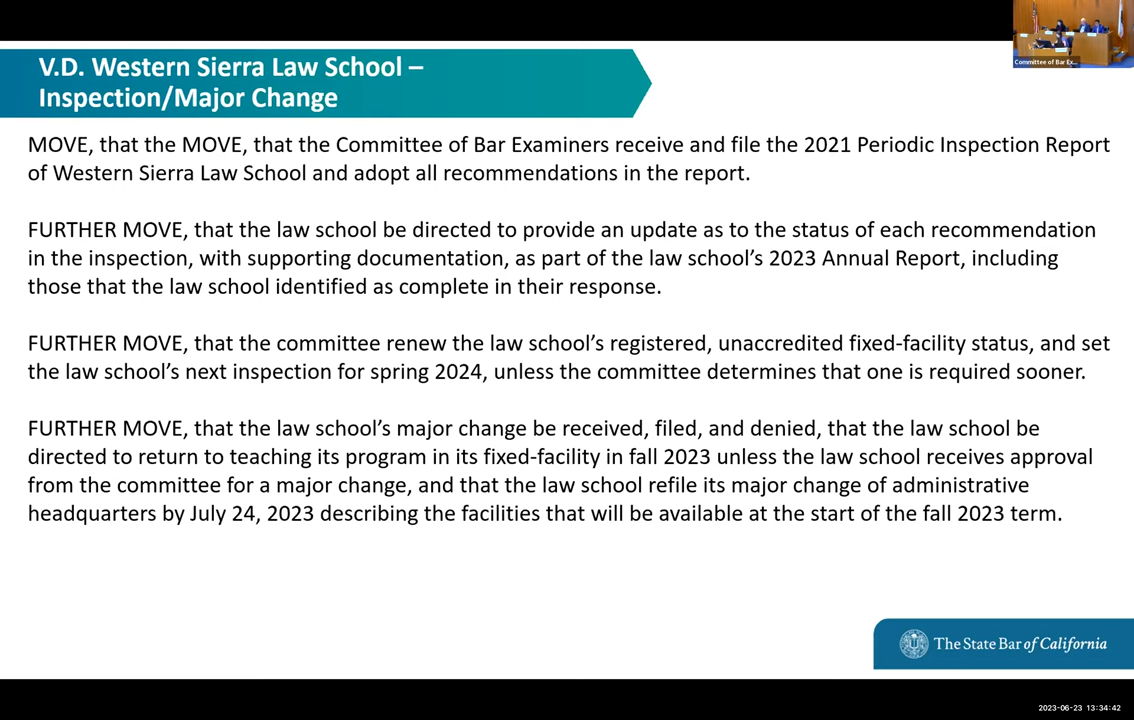 Committee of Bar Ex...
V.D. Western Sierra Law School –
Inspection/Major Change
MOVE, that the MOVE, that the Committee of Bar Examiners receive and file the 2021 Periodic Inspection Report
of Western Sierra Law School and adopt all recommendations in the report.
FURTHER MOVE, that the law school be directed to provide an update as to the status of each recommendation
in the inspection, with supporting documentation, as part of the law school’s 2023 Annual Report, including
those that the law school identified as complete in their response.
FURTHER MOVE, that the committee renew the law school’s registered, unaccredited fixed-facility status, and set
the law school’s next inspection for spring 2024, unless the committee determines that one is required sooner.
FURTHER MOVE, that the law school’s major change be received, filed, and denied, that the law school be
directed to return to teaching its program in its fixed-facility in fall 2023 unless the law school receives approval
from the committee for a major change, and that the law school refile its major change of administrative
headquarters by July 24, 2023 describing the facilities that will be available at the start of the fall 2023 term.
The State Bar of California
2023-06-23 13:34:42